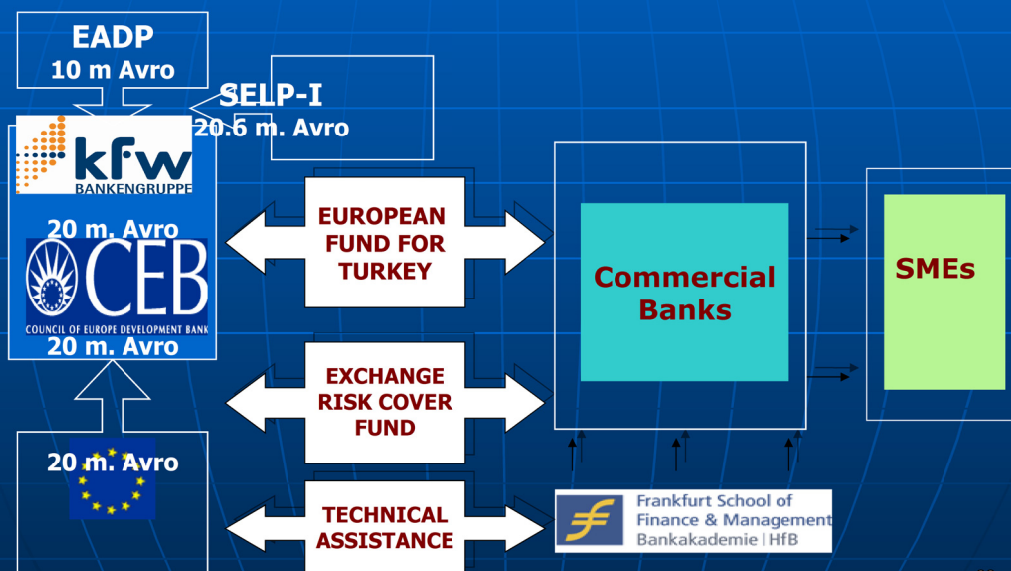 EADP
10 m Avro
SELP-I
20.6 m. Avro
kfw
BANKENGRUPPE
20 m. Avro
CEB
COUNCIL OF EUROPE DEVELOPMENT BANK
20 m. Avro
20 m. Avro
EUROPEAN
FUND FOR
TURKEY
EXCHANGE
RISK COVER
FUND
TECHNICAL
ASSISTANCE
Commercial
Banks
SMEs
Frankfurt School of
Finance & Management
Bankakademie | HfB